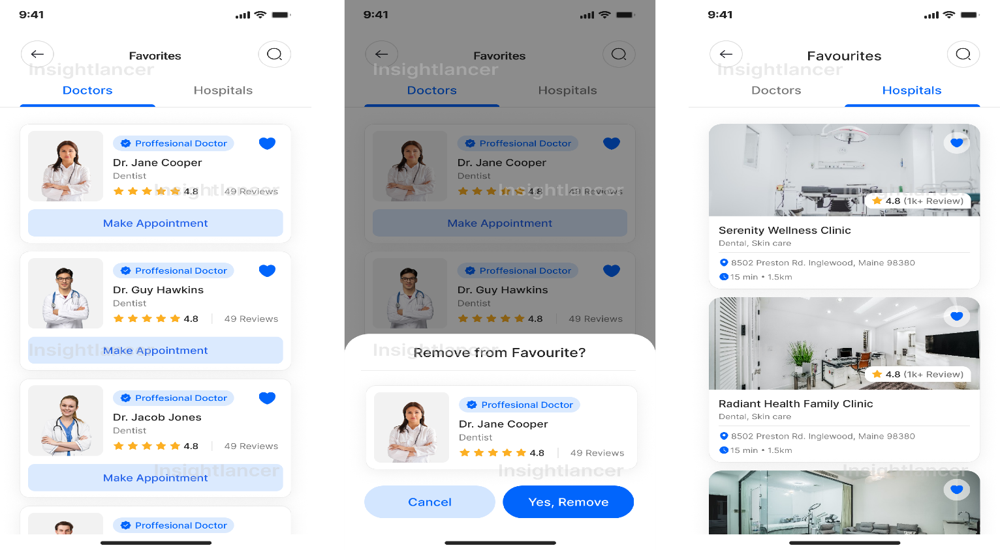 9:41
Favorites
Insightlancer
Doctors
Hospitals
Proffesional Doctor
Dr. Jane Cooper
Dentist
4.8
49 Reviews
Insightlancer
Make Appointment
Proffesional Doctor
Dr. Guy Hawkins
Dentist
4.8
49 Reviews
Make Appointment
Insightlancer
Proffesional Doctor
Dr. Jacob Jones
Dentist
4.8
49 Reviews
Insightlancer
Make Appointment
Proffesional Doctor
9:41
Favorites
Insightlancer
Doctors
Hospitals
Proffesional Doctor
Dr. Jane Cooper
Dentist
4.8
49 Reviews
Insightlancer
Make Appointment
Proffesional Doctor
Dr. Guy Hawkins
Dentist
4.8
49 Reviews
Insightlancer
Remove from Favourite?
Proffesional Doctor
Dr. Jane Cooper
Dentist
4.8
49 Reviews
Insightlancer
Cancel
Yes, Remove
9:41
Favourites
Insightlancer
Doctors
Hospitals
Insightlancer
4.8 (1k+ Review)
Serenity Wellness Clinic
Dental, Skin care
8502 Preston Rd. Inglewood, Maine 98380
15 min • 1.5km
4.8 (1k+ Review)
Radiant Health Family Clinic
Dental, Skin care
8502 Preston Rd. Inglewood, Maine 98380
15 min • 1.5km
Insightlancer